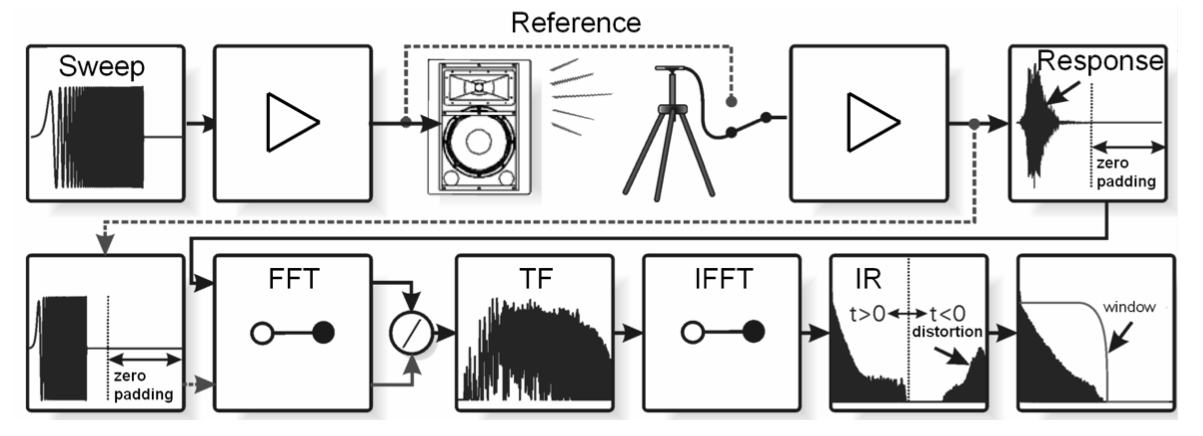 Reference
Sweep
Response
zero
padding
zero
padding
FFT
/
TF
IFFT
IR
t>0
t<0
distortion
window